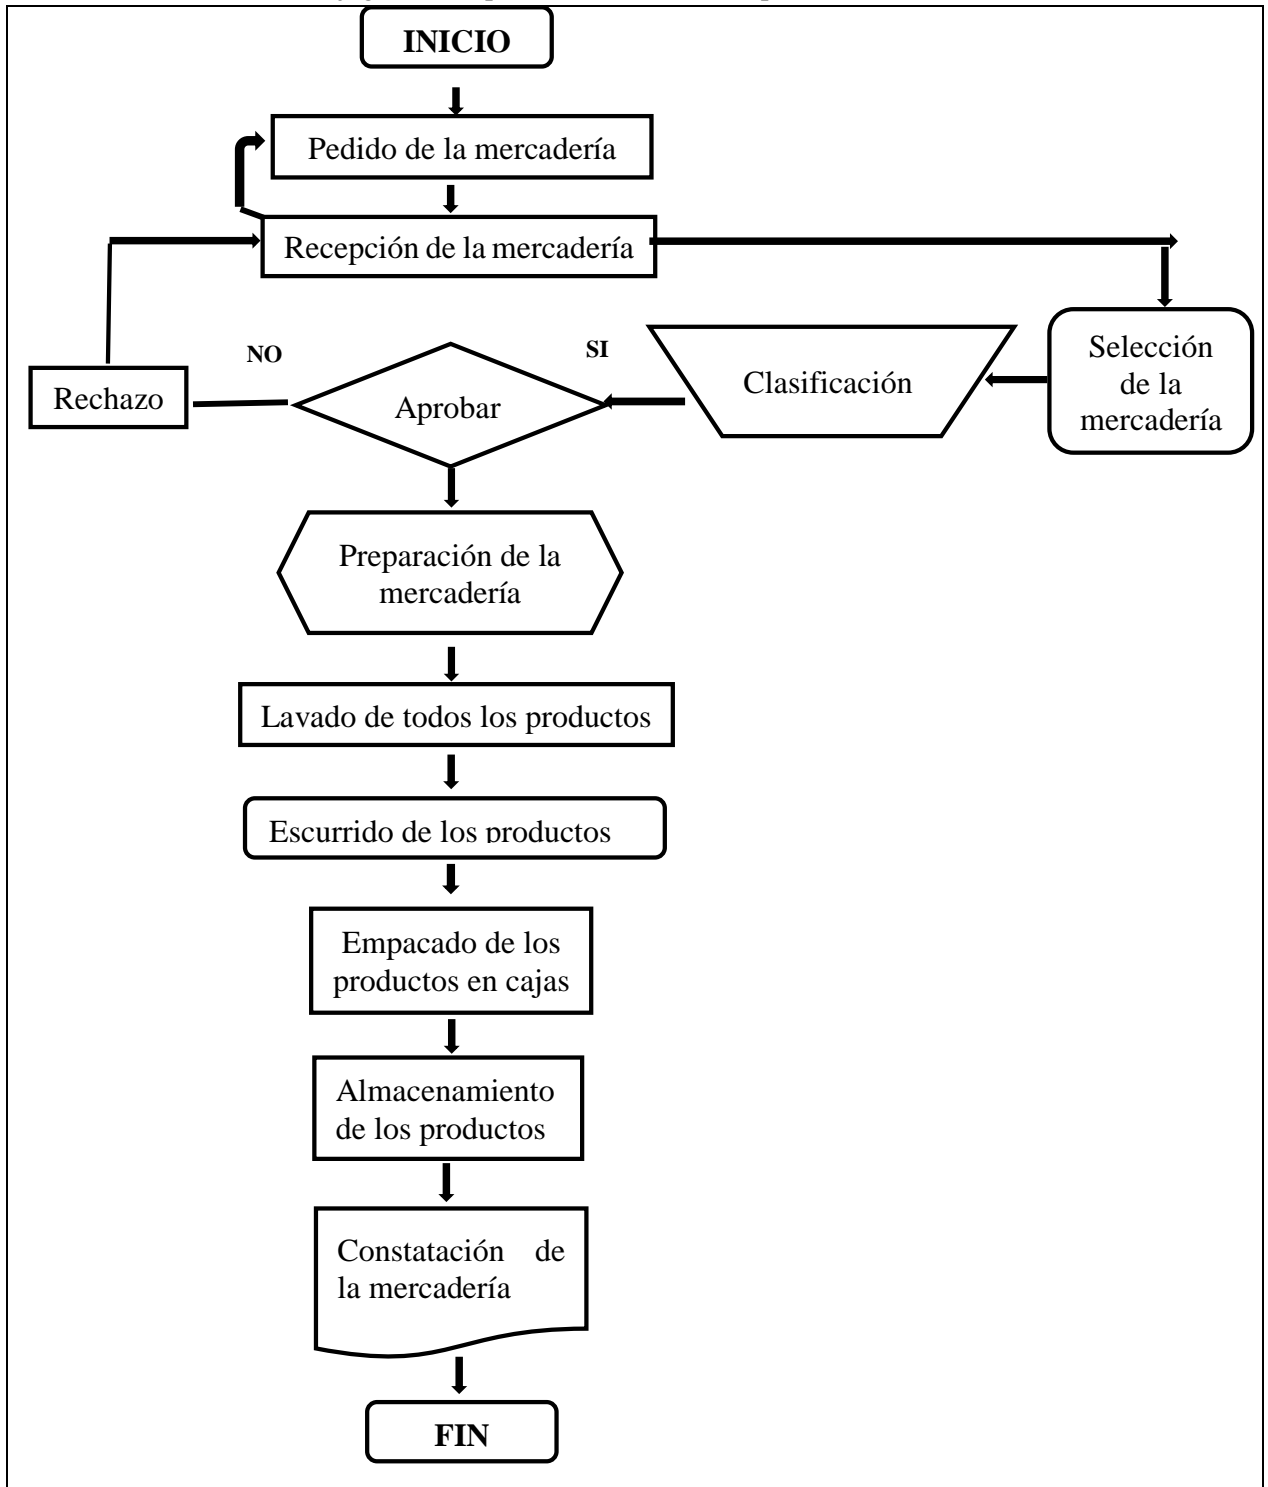 INICIO
Pedido de la mercadería
Recepción de la mercadería
NO
SI
Rechazo
Aprobar
Clasificación
Selección
de la
mercadería
Preparación de la
mercadería
Lavado de todos los productos
Escurrido de los productos
Empacado de los
productos en cajas
Almacenamiento
de los productos
Constatación de
la mercadería
FIN